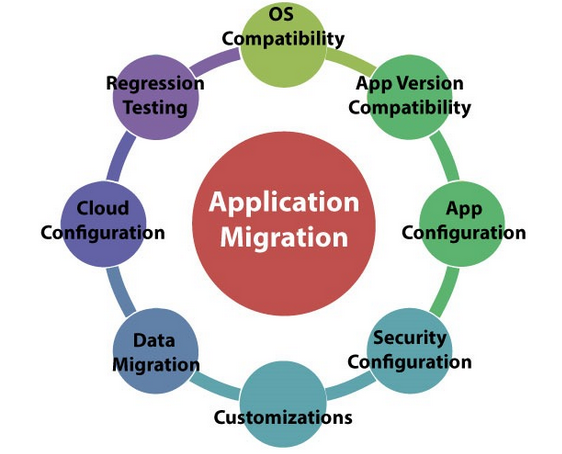 OS
Compatibility
App Version
Compatibility
App
Configuration
Security
Configuration
Customizations
Data
Migration
Cloud
Configuration
Regression
Testing
Application
Migration